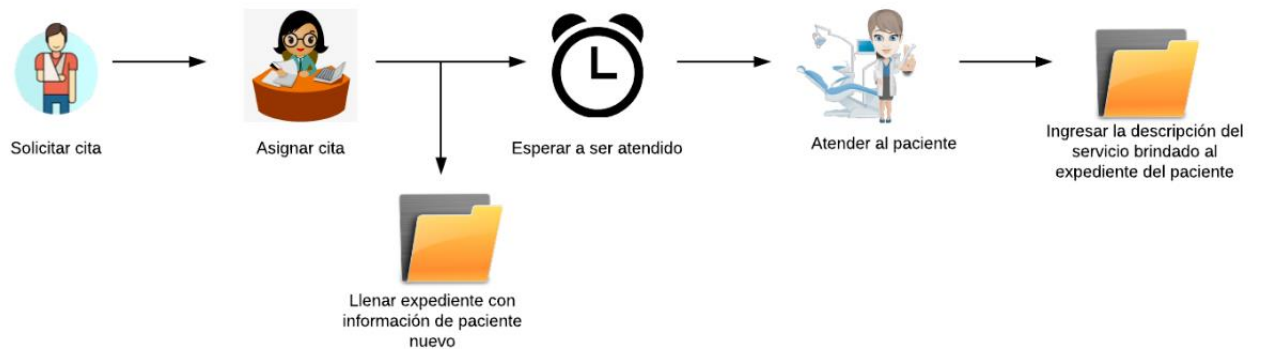 Solicitar cita
Asignar cita
Esperar a ser atendido
Atender al paciente
Ingresar la descripción del
servicio brindado al
expediente del paciente
Llenar expediente con
información de paciente
nuevo